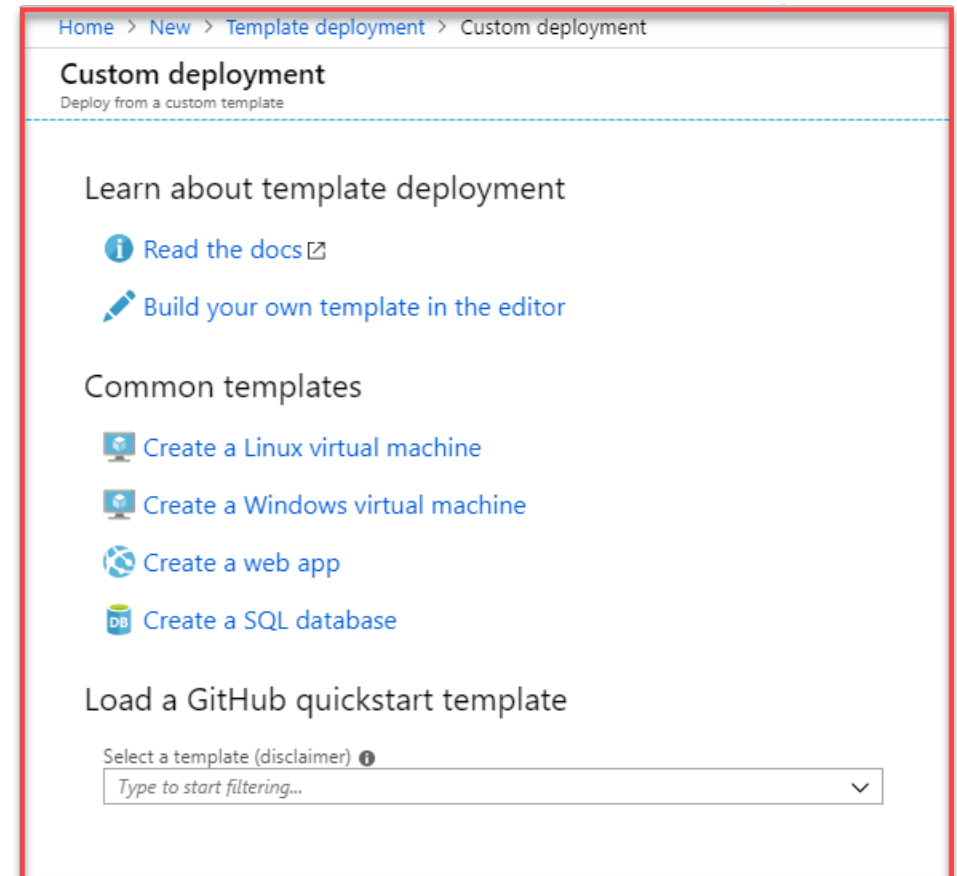 Home > New > Template deployment > Custom deployment
Custom deployment
Deploy from a custom template
Learn about template deployment
Read the docs
Build your own template in the editor
Common templates
Create a Linux virtual machine
Create a Windows virtual machine
Create a web app
DB Create a SQL database
Load a GitHub quickstart template
Select a template (disclaimer)
Type to start filtering...